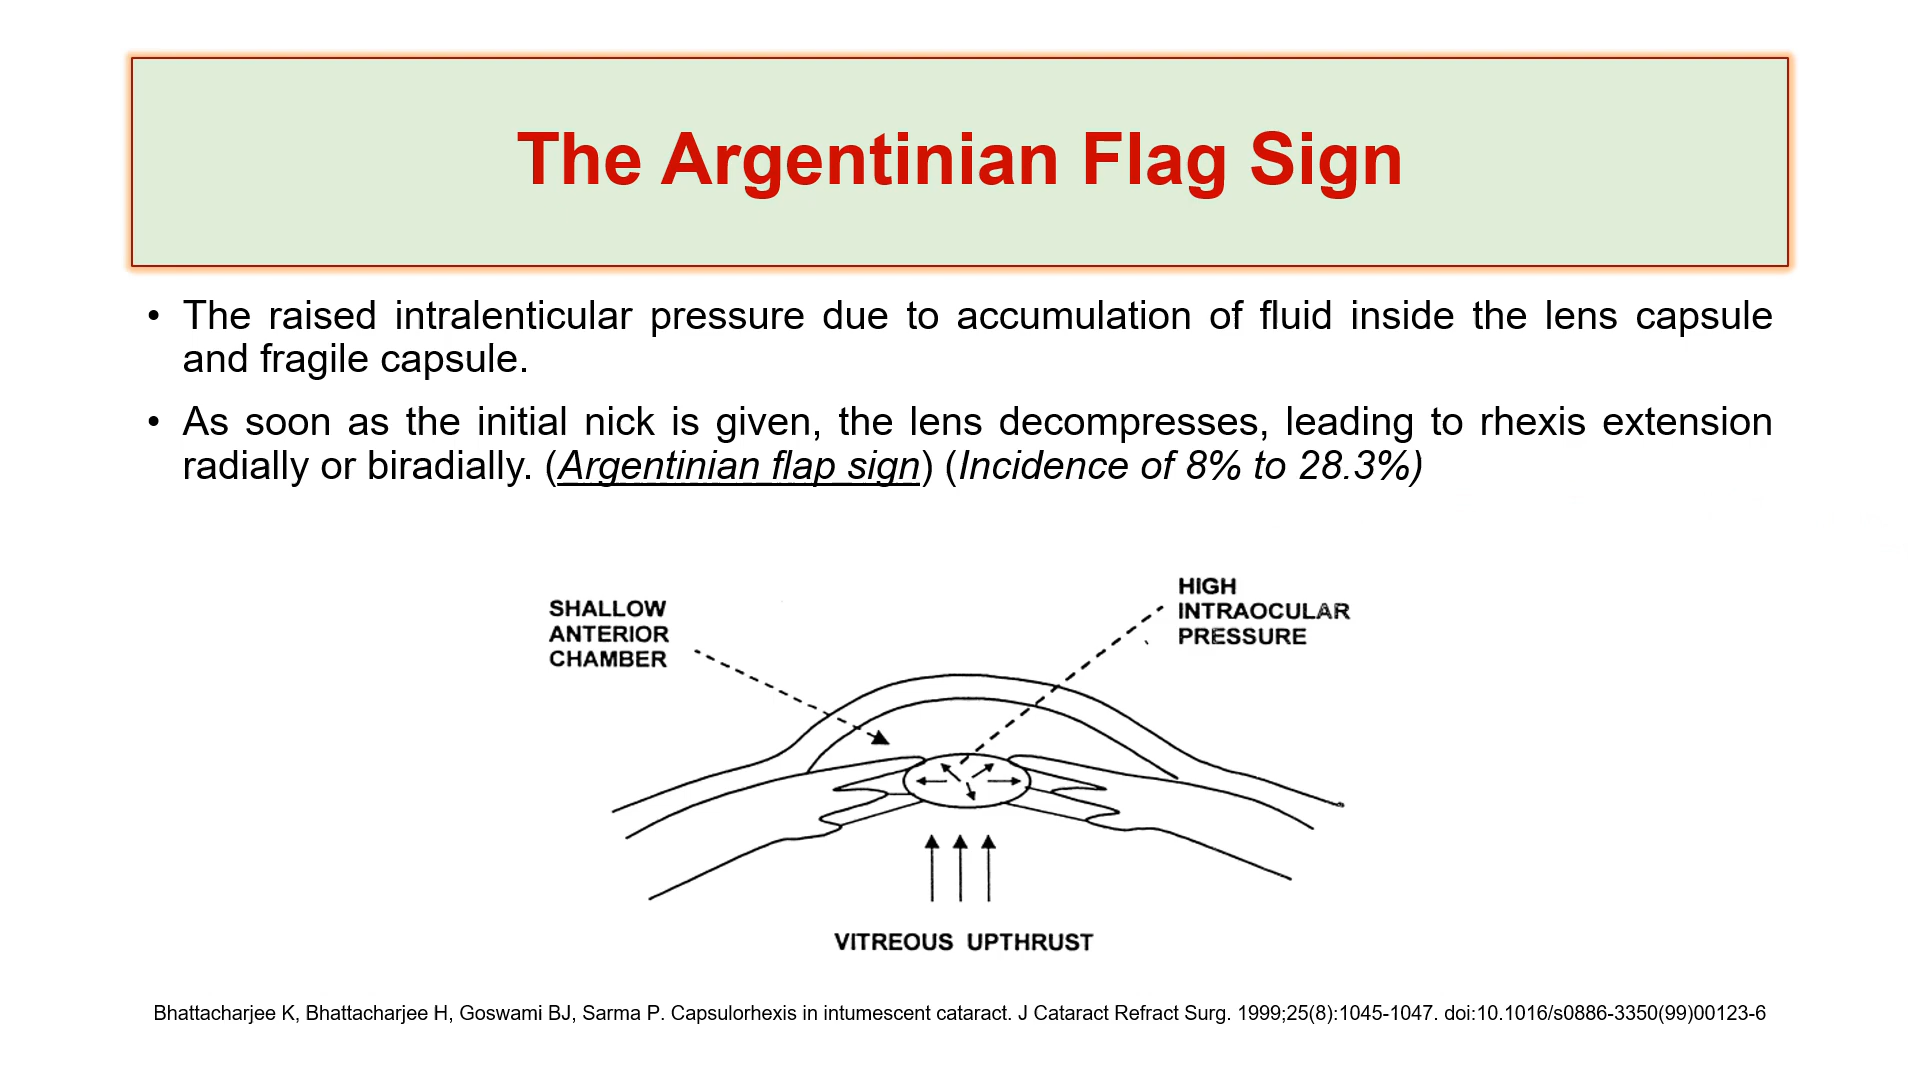 The Argentinian Flag Sign
• The raised intralenticular pressure due to accumulation of fluid inside the lens capsule
and fragile capsule.
• As soon as the initial nick is given, the lens decompresses, leading to rhexis extension
radially or biradially. (Argentinian flap sign) (Incidence of 8% to 28.3%)
SHALLOW
ANTERIOR
CHAMBER
HIGH
INTRAOCULAR
PRESSURE
VITREOUS UPTHRUST
Bhattacharjee K, Bhattacharjee H, Goswami BJ, Sarma P. Capsulorhexis in intumescent cataract. J Cataract Refract Surg. 1999;25(8):1045-1047. doi:10.1016/s0886-3350(99)00123-6